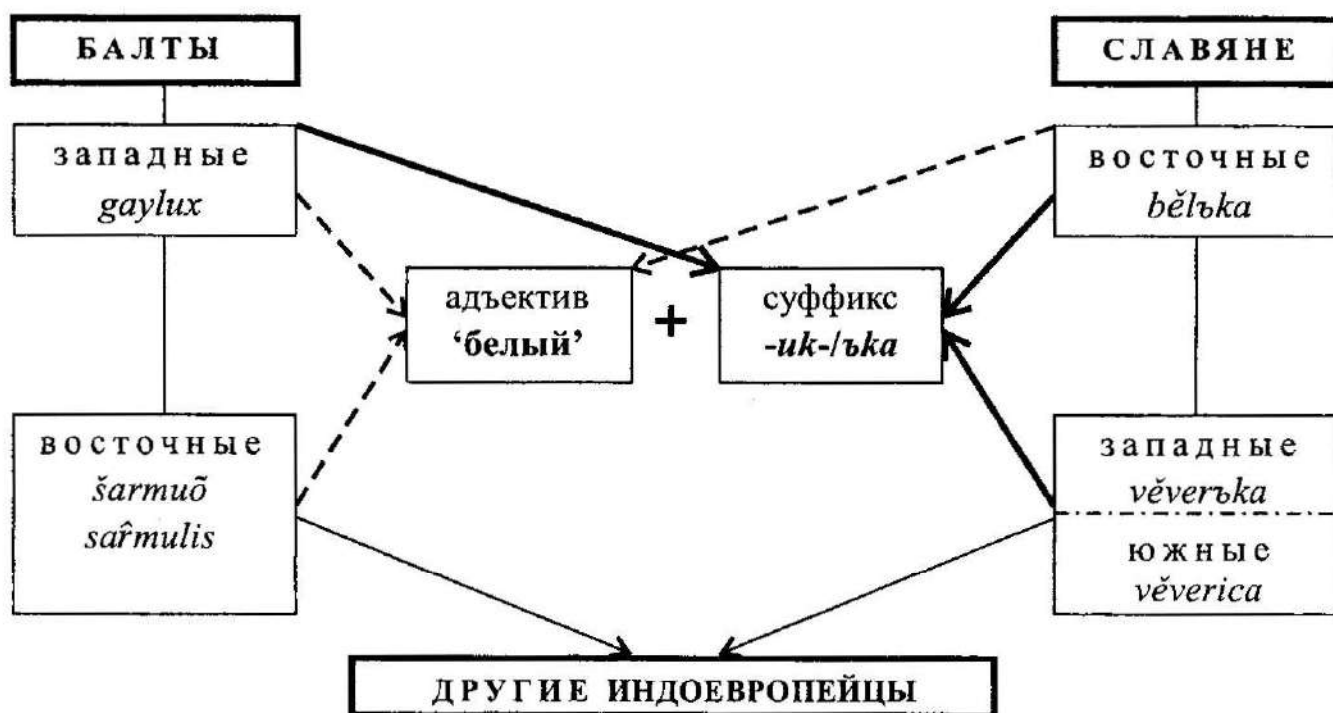 БАЛТЫ
СЛАВЯНЕ
западные
gaylux
восточные
bělъka
адъектив
‘белый’
+
суффикс
-uk-/ъka
восточные
šarmuõ
sar̂mulis
западные
věverъka
южные
věverica
ДРУГИЕ ИНДОЕВРОПЕЙЦЫ